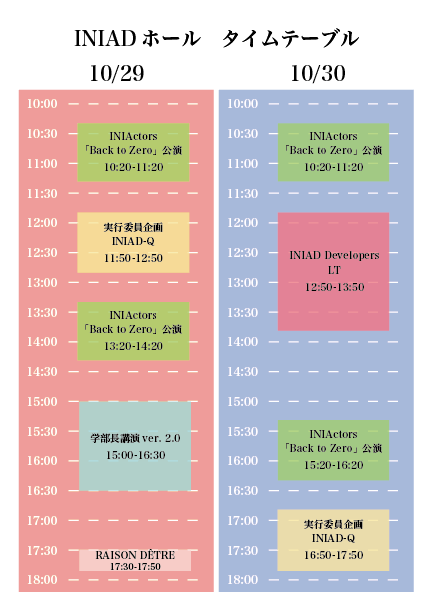 INIAD ホール　タイムテーブル
10/29
10:00
10:30
11:00
11:30
12:00
12:30
13:00
13:30
14:00
14:30
15:00
15:30
16:00
16:30
17:00
17:30
18:00
INIActors
「Back to Zero」公演
10:20-11:20
実行委員企画
INIAD-Q
11:50-12:50
INIActors
「Back to Zero」公演
13:20-14:20
学部長講演 ver. 2.0
15:00-16:30
RAISON DÊTRE
17:30-17:50
10/30
10:00
10:30
11:00
11:30
12:00
12:30
13:00
13:30
14:00
14:30
15:00
15:30
16:00
16:30
17:00
17:30
18:00
INIActors
「Back to Zero」公演
10:20-11:20
INIAD Developers
LT
12:50-13:50
INIActors
「Back to Zero」公演
15:20-16:20
実行委員企画
INIAD-Q
16:50-17:50